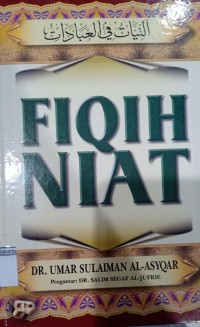 النيات في العبادات
FIQIH
NIAT
DR. UMAR SULAIMAN AL-ASYQAR
Pengantar: DR. SALIM SEGAF AL-JUFRIE